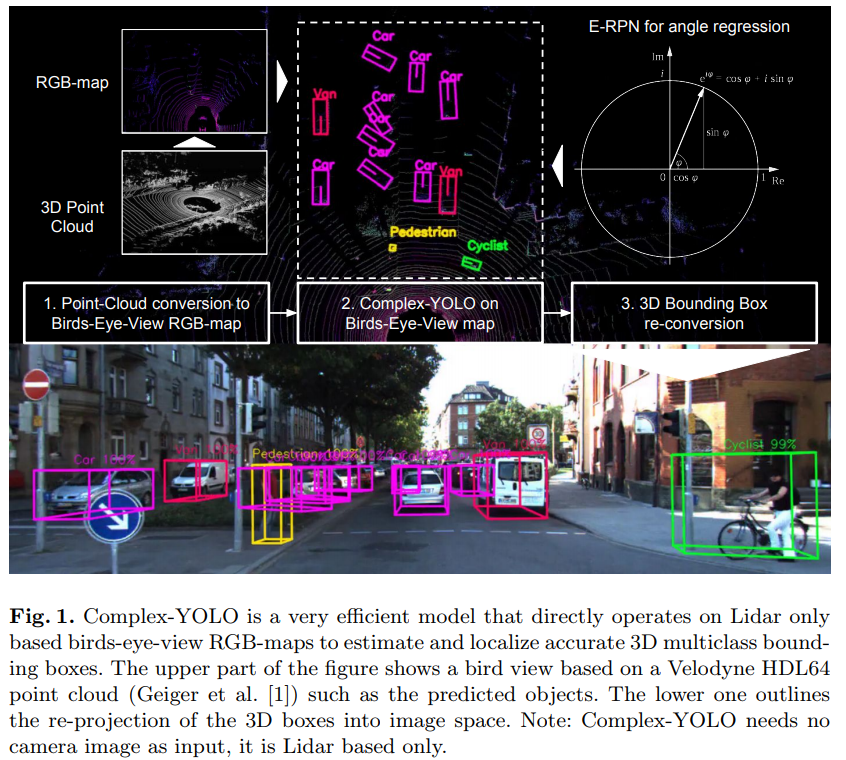 RGB-map
3D Point
Cloud
Car
Car
Car
Van
Car
Car
Car
Car
Car
Van
Pedestrian
Cyclist
E-RPN for angle regression
Im
i
e^iφ = cos φ + i sin φ
sin φ
φ
0
cos φ
1
Re
1. Point-Cloud conversion to
Birds-Eye-View RGB-map
2. Complex-YOLO on
Birds-Eye-View map
3. 3D Bounding Box
re-conversion
Car 100%
Van 100%
Pedestrian 100%
Van 100%
Cyclist 99%
Fig. 1. Complex-YOLO is a very efficient model that directly operates on Lidar only
based birds-eye-view RGB-maps to estimate and localize accurate 3D multiclass bound-
ing boxes. The upper part of the figure shows a bird view based on a Velodyne HDL64
point cloud (Geiger et al. [1]) such as the predicted objects. The lower one outlines
the re-projection of the 3D boxes into image space. Note: Complex-YOLO needs no
camera image as input, it is Lidar based only.